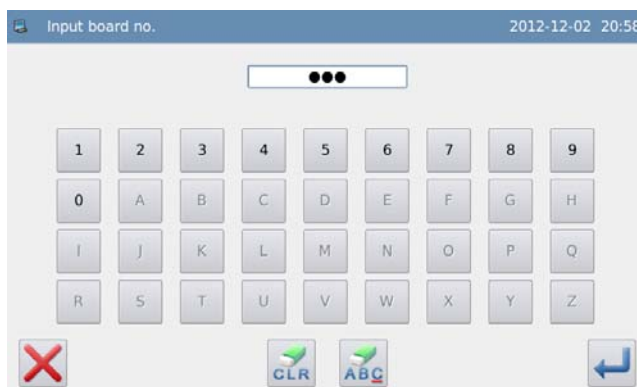 Input board no. 2012-12-02 20:58
●●●
1 2 3 4 5 6 7 8 9
0 A B C D E F G H
I J K L M N O P Q
R S T U V W X Y Z
CLR ABC